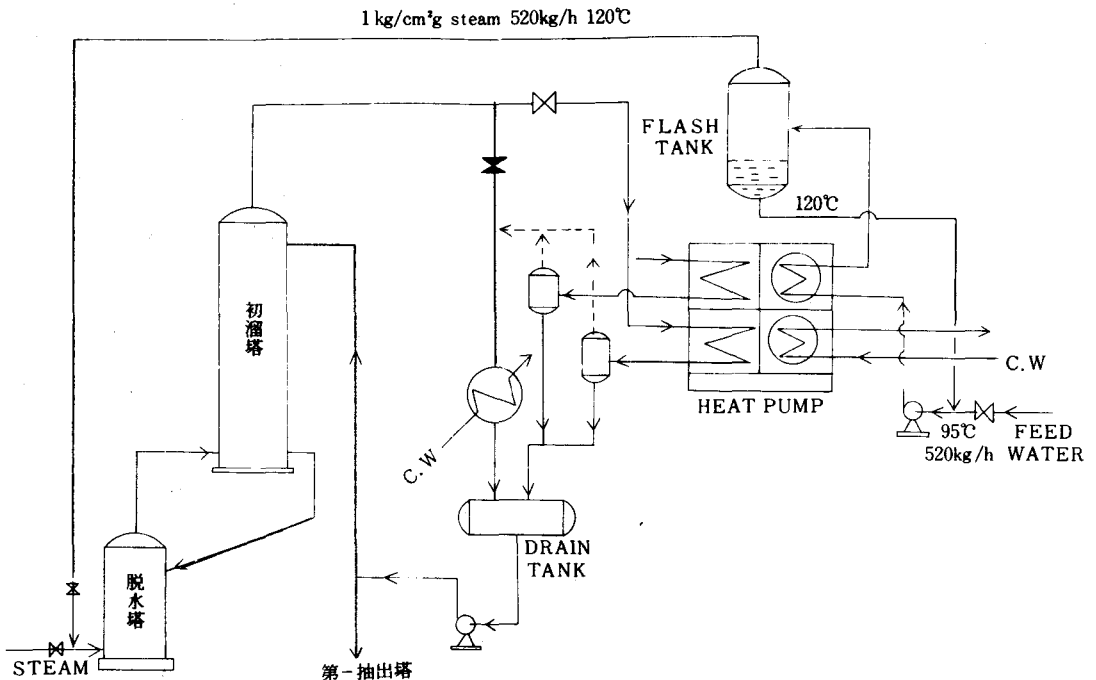 1 kg/cm²g steam 520kg/h 120℃
FLASH
TANK
120℃
初溜塔
C.W
HEAT PUMP
95℃
520kg/h
FEED
WATER
C.W
DRAIN
TANK
脱水塔
STEAM
第一抽出塔